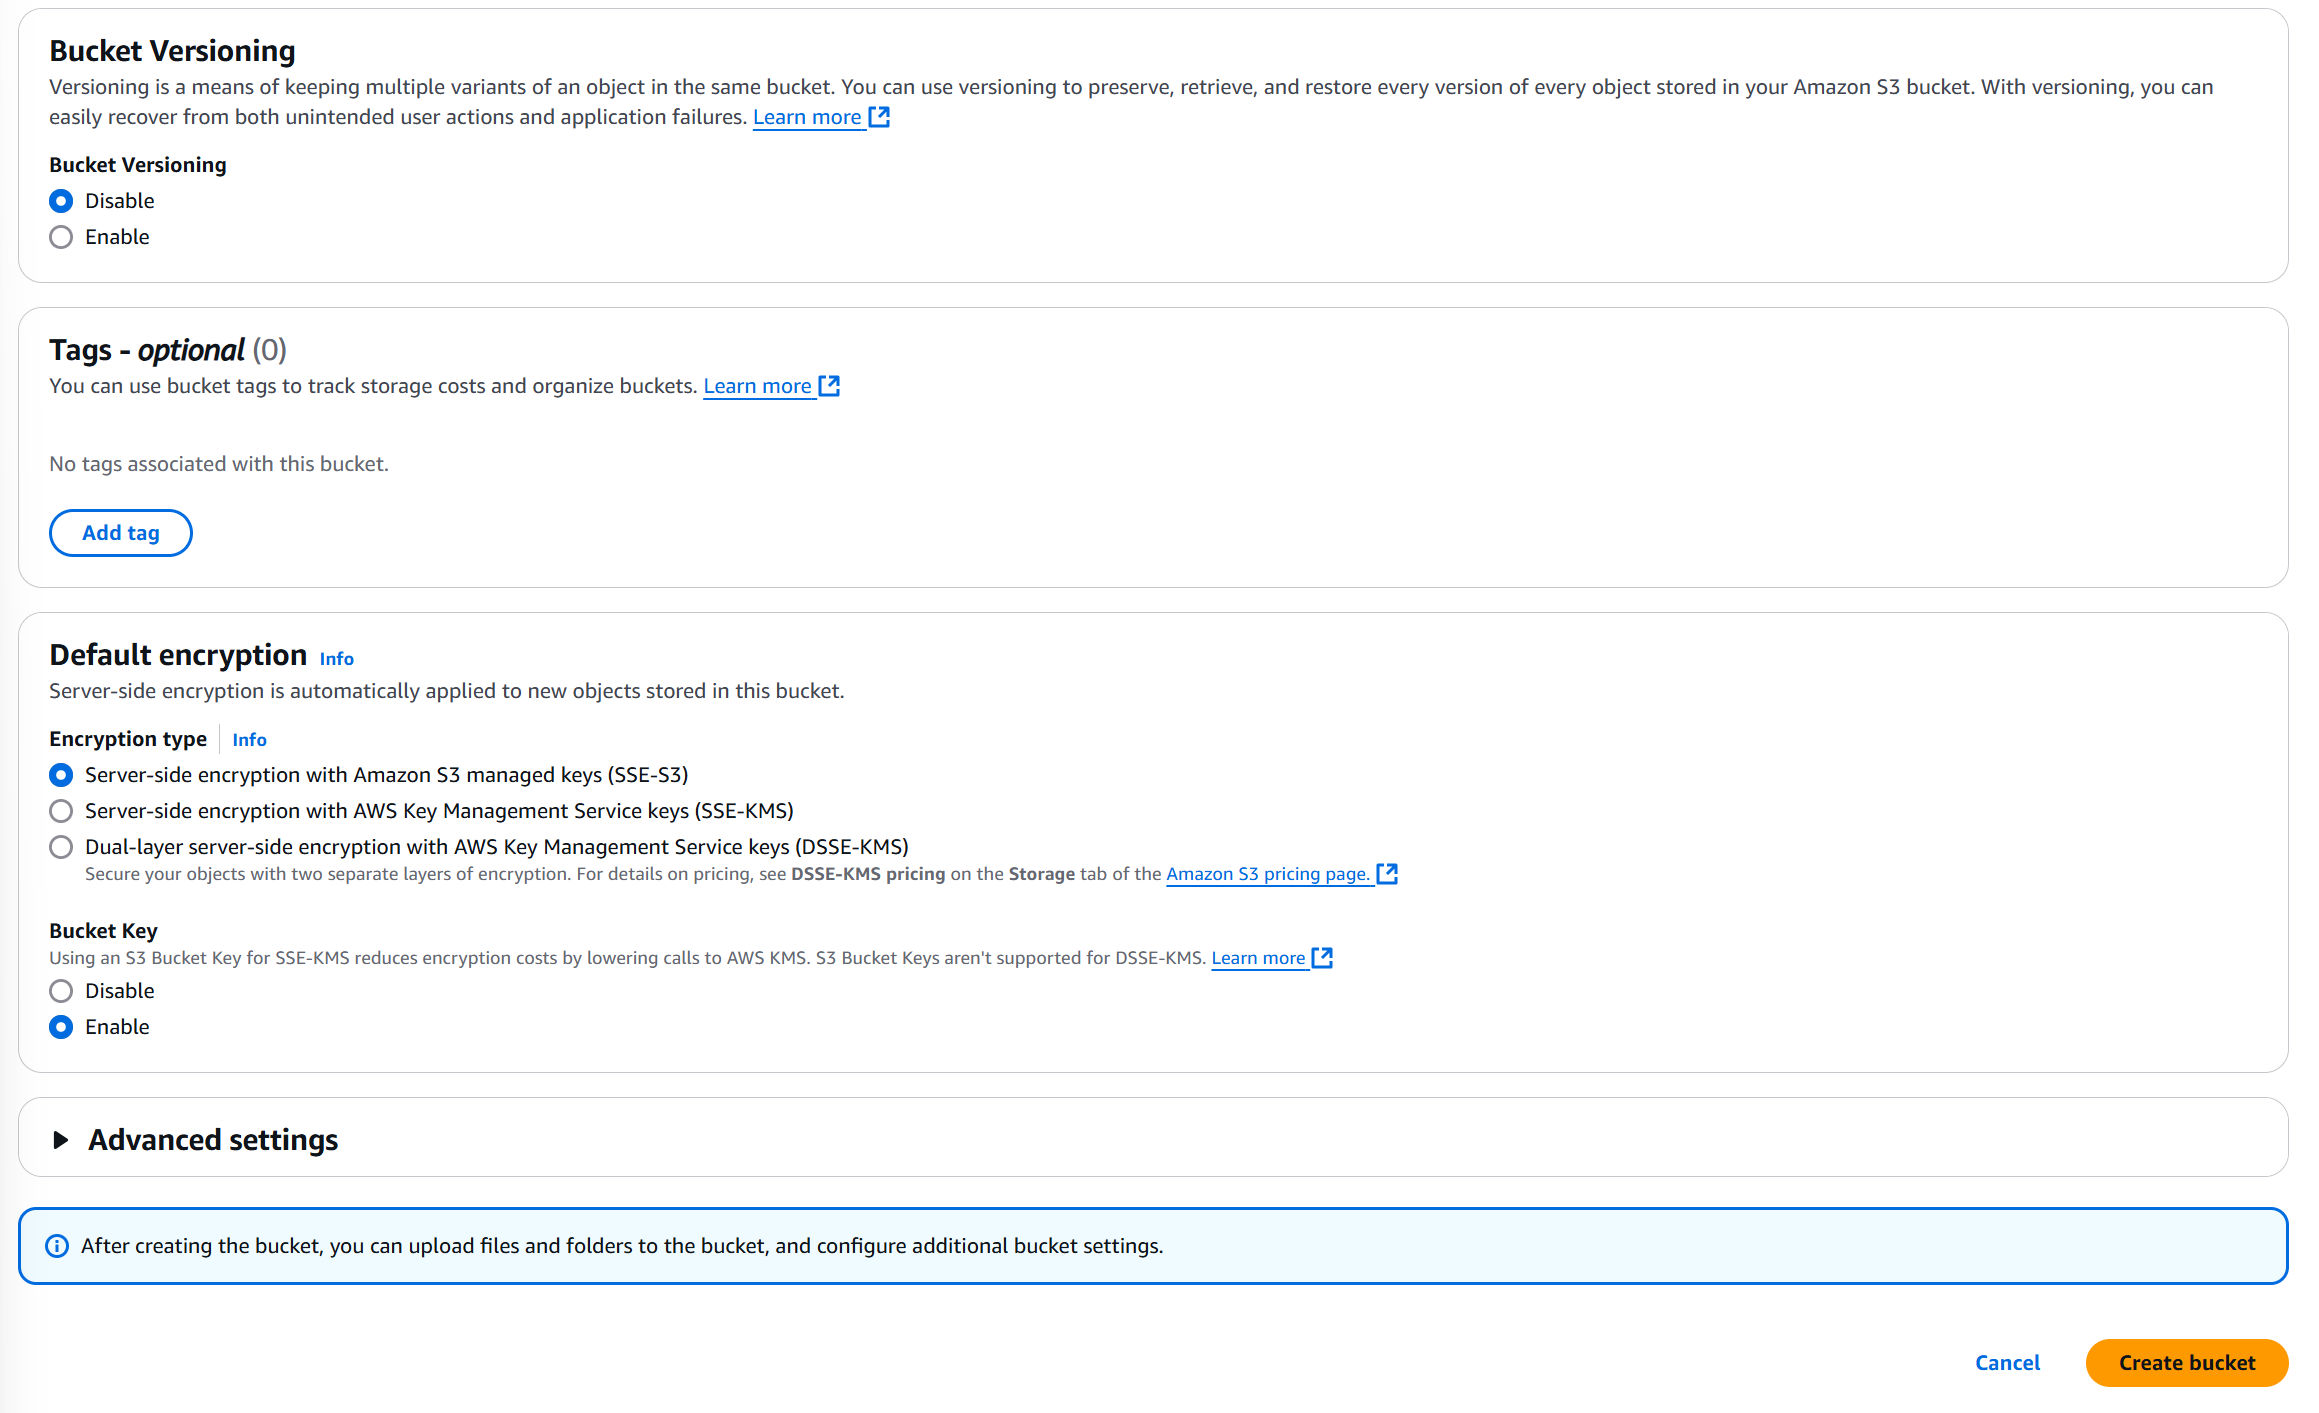 Bucket Versioning
Versioning is a means of keeping multiple variants of an object in the same bucket. You can use versioning to preserve, retrieve, and restore every version of every object stored in your Amazon S3 bucket. With versioning, you can
easily recover from both unintended user actions and application failures. Learn more
Bucket Versioning
Disable
Enable
Tags - optional (0)
You can use bucket tags to track storage costs and organize buckets. Learn more
No tags associated with this bucket.
Add tag
Default encryption Info
Server-side encryption is automatically applied to new objects stored in this bucket.
Encryption type Info
Server-side encryption with Amazon S3 managed keys (SSE-S3)
Server-side encryption with AWS Key Management Service keys (SSE-KMS)
Dual-layer server-side encryption with AWS Key Management Service keys (DSSE-KMS)
Secure your objects with two separate layers of encryption. For details on pricing, see DSSE-KMS pricing on the Storage tab of the Amazon S3 pricing page.
Bucket Key
Using an S3 Bucket Key for SSE-KMS reduces encryption costs by lowering calls to AWS KMS. S3 Bucket Keys aren't supported for DSSE-KMS. Learn more
Disable
Enable
Advanced settings
After creating the bucket, you can upload files and folders to the bucket, and configure additional bucket settings.
Cancel
Create bucket